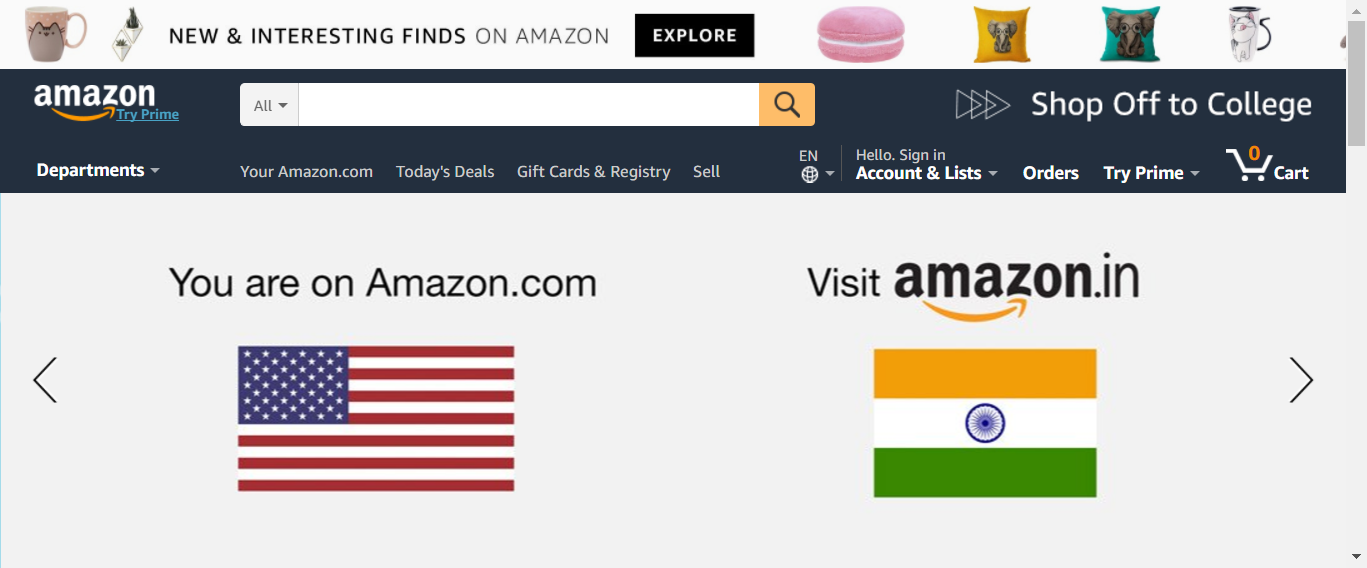 NEW & INTERESTING FINDS ON AMAZON EXPLORE
amazon
Try Prime
All
Shop Off to College
Departments
Your Amazon.com Today's Deals Gift Cards & Registry Sell
EN
Hello. Sign in
Account & Lists
Orders
Try Prime
0
Cart
You are on Amazon.com
Visit amazon.in